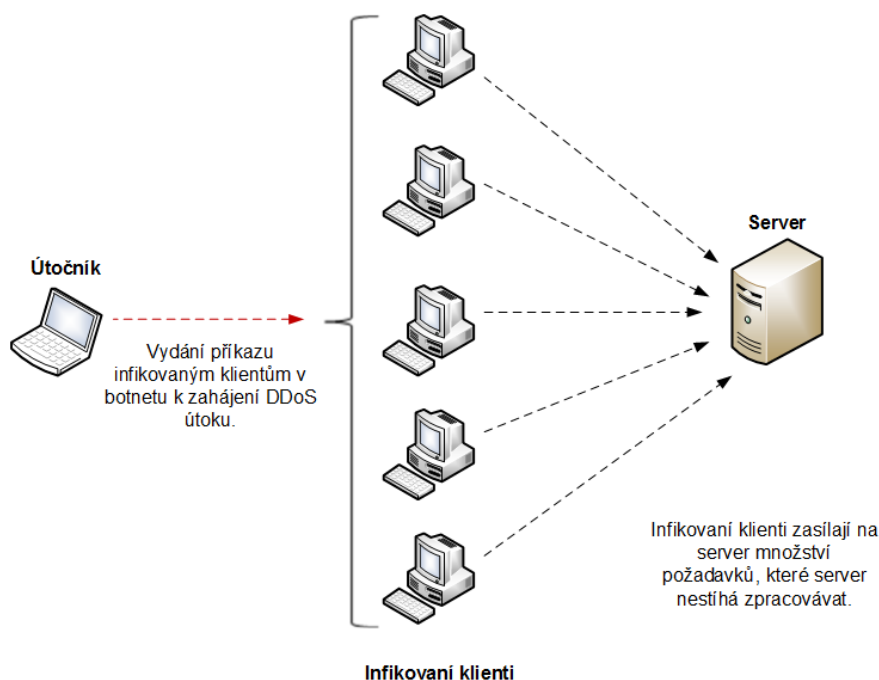 Útočník
Vydání příkazu
infikovaným klientům v
botnetu k zahájení DDoS
útoku.
Server
Infikovaní klienti zasílají na
server množství
požadavků, které server
nestíhá zpracovávat.
Infikovaní klienti